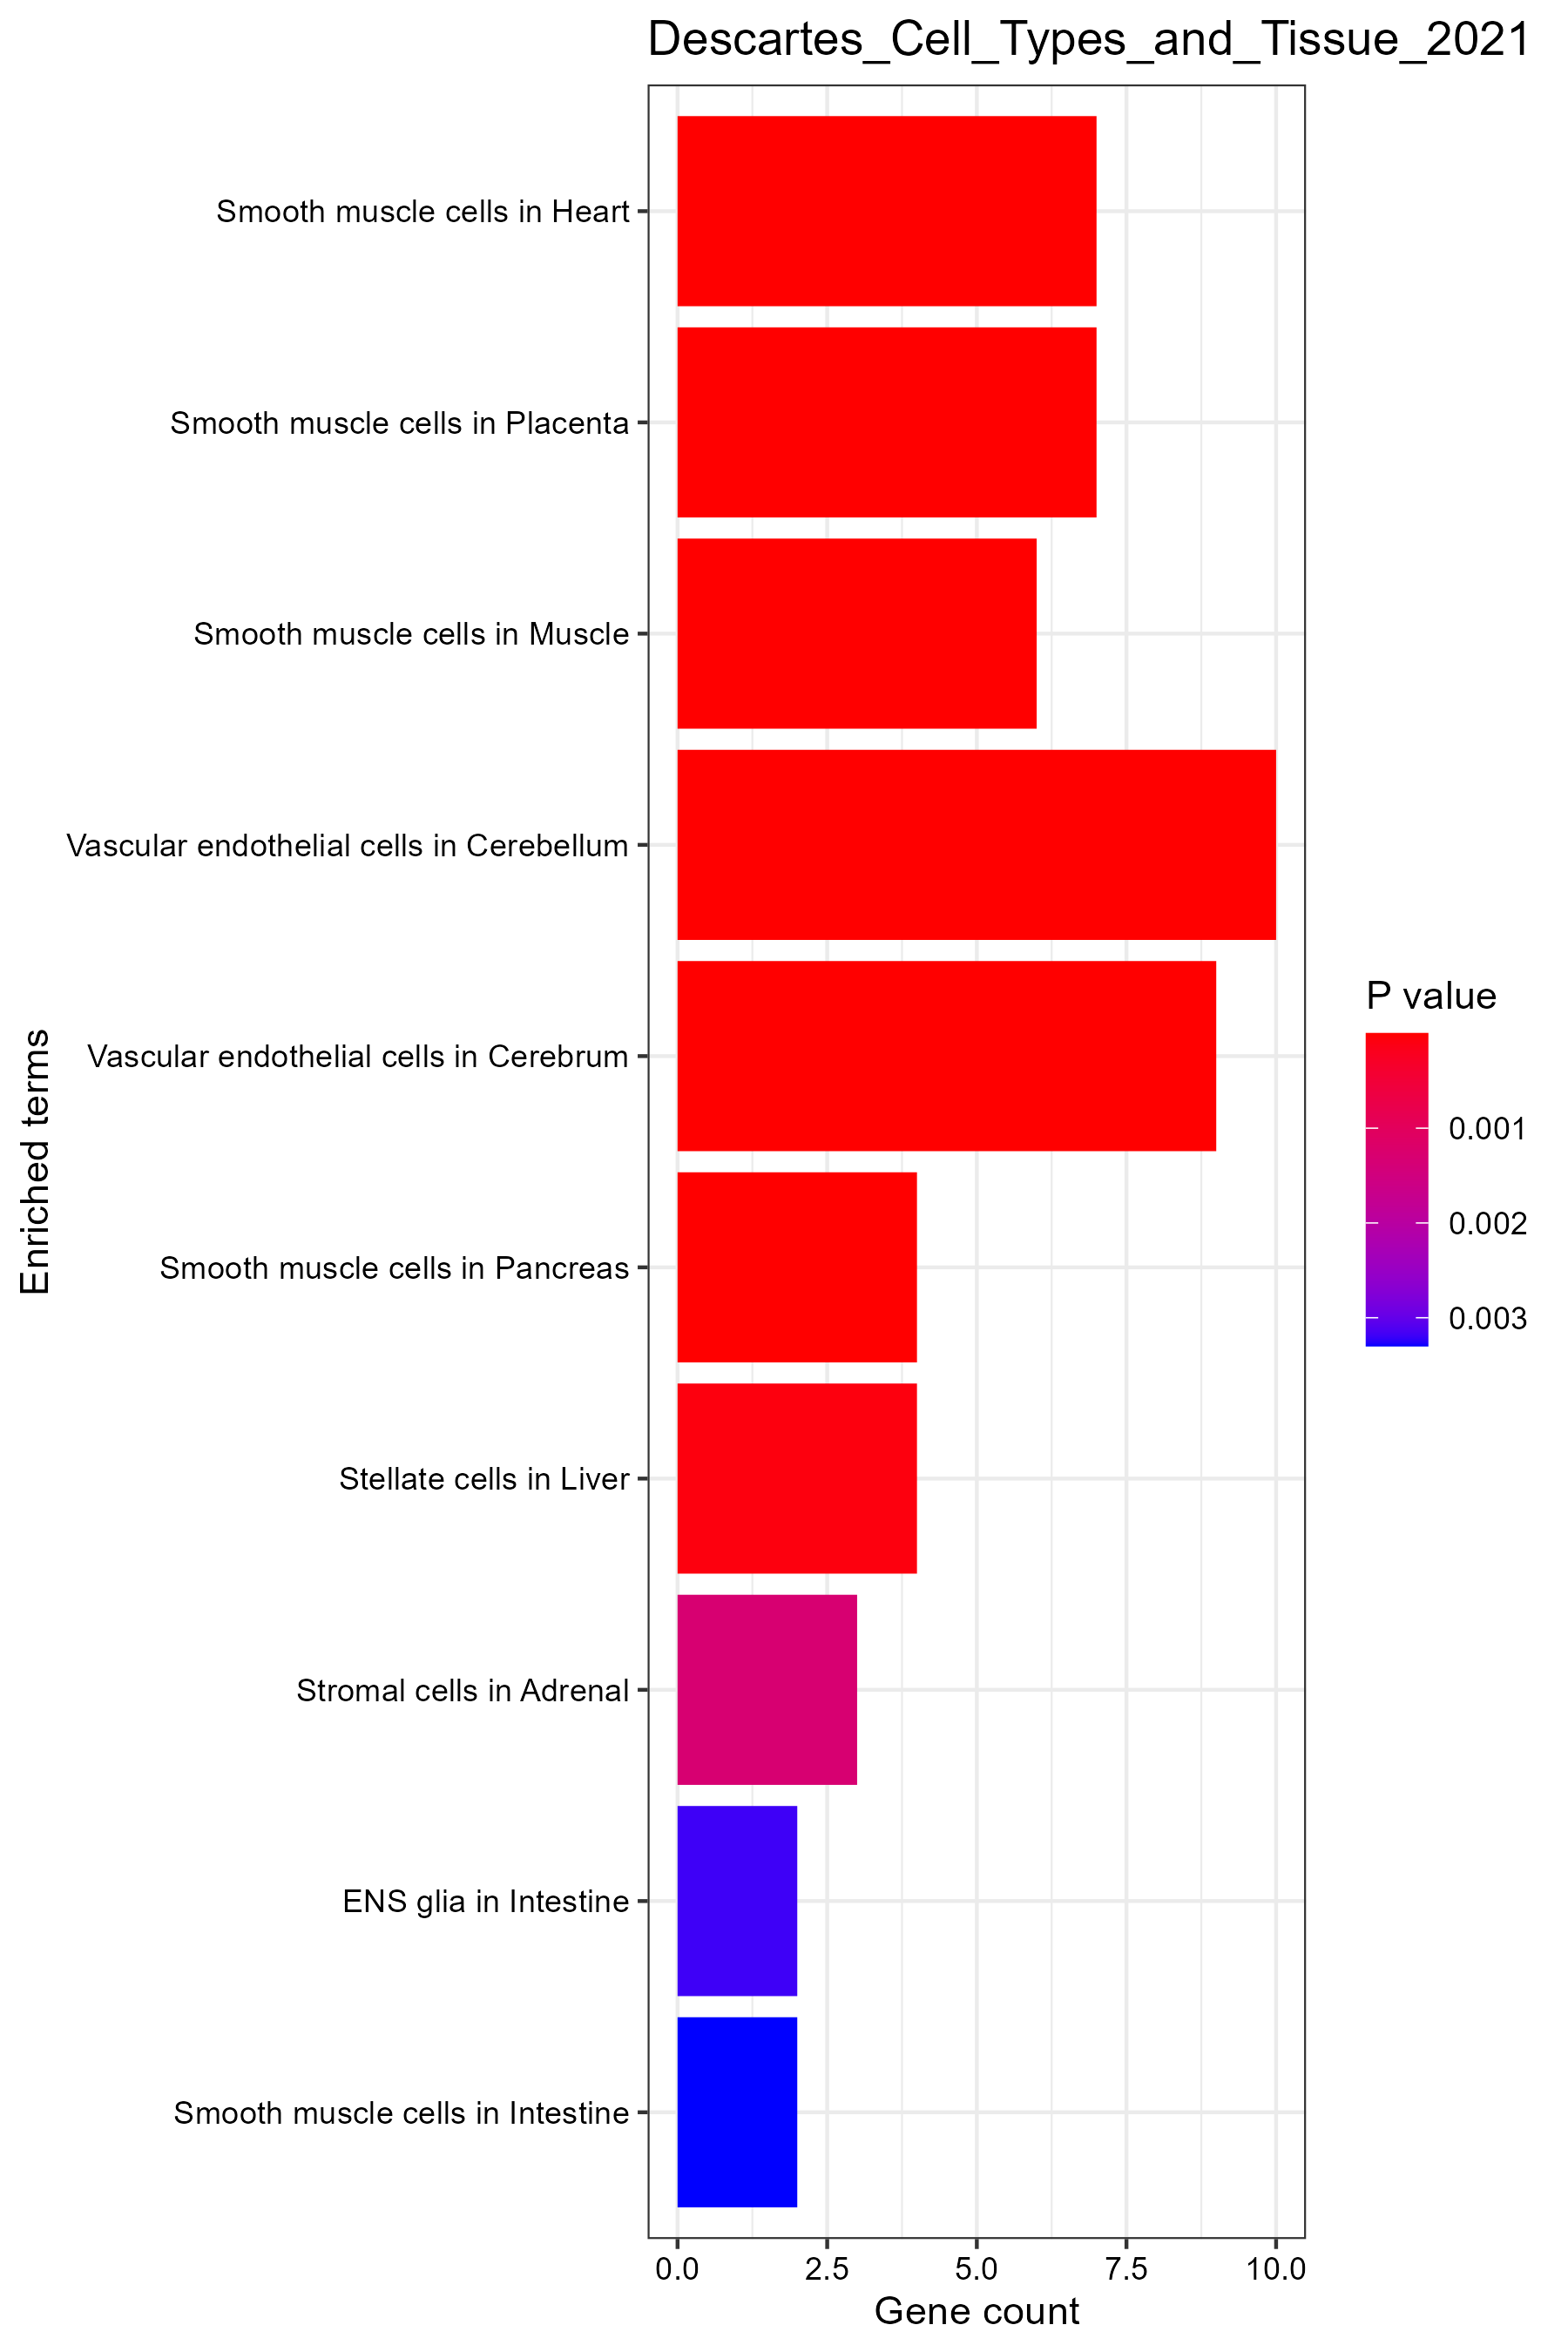 Descartes_Cell_Types_and_Tissue_2021
Smooth muscle cells in Heart
Smooth muscle cells in Placenta
Smooth muscle cells in Muscle
Vascular endothelial cells in Cerebellum
Vascular endothelial cells in Cerebrum
Smooth muscle cells in Pancreas
Stellate cells in Liver
Stromal cells in Adrenal
ENS glia in Intestine
Smooth muscle cells in Intestine
Enriched terms
0.0 2.5 5.0 7.5 10.0
Gene count
P value
0.001
0.002
0.003